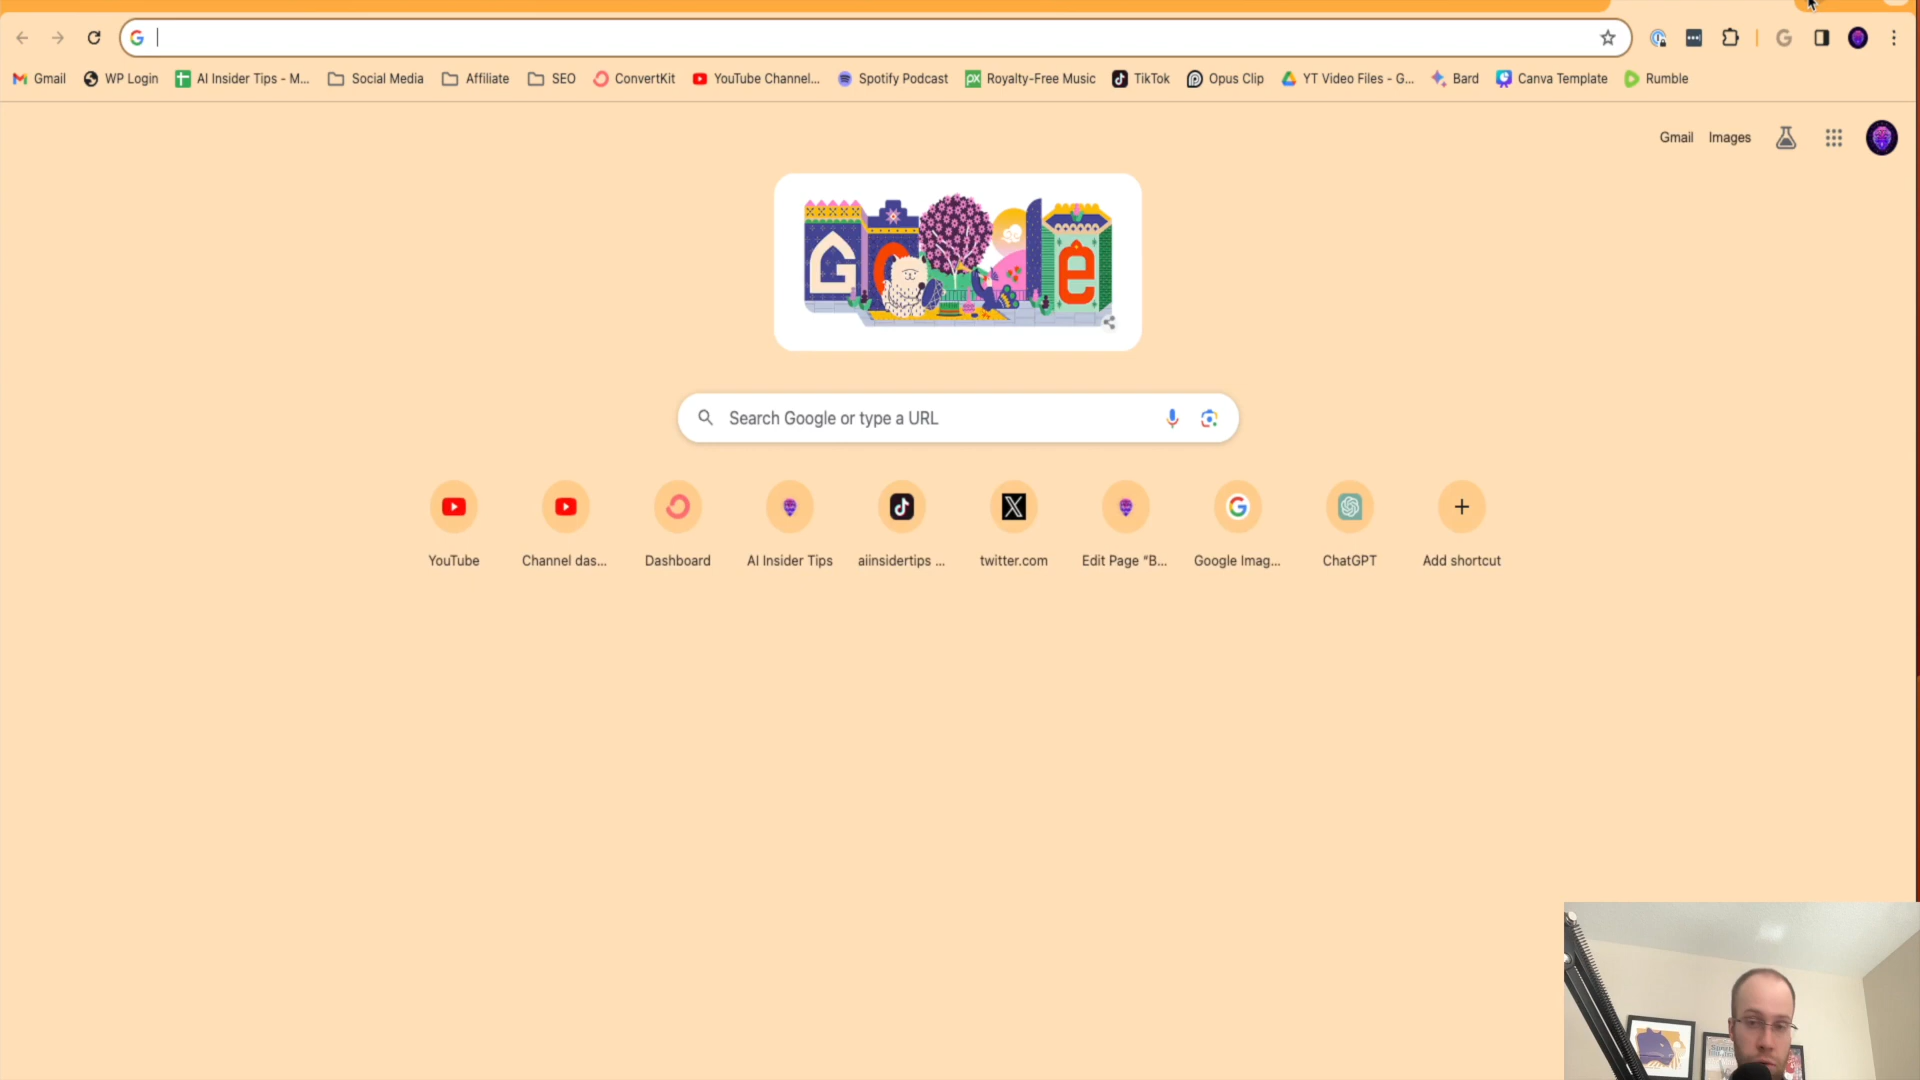 Gmail WP Login AI Insider Tips - M... Social Media Affiliate SEO ConvertKit YouTube Channel... Spotify Podcast Royalty-Free Music TikTok Opus Clip YT Video Files - G... Bard Canva Template Rumble
Gmail Images
G e
Search Google or type a URL
YouTube Channel das... Dashboard AI Insider Tips aiinsidertips ... twitter.com Edit Page “B... Google Imag... ChatGPT Add shortcut